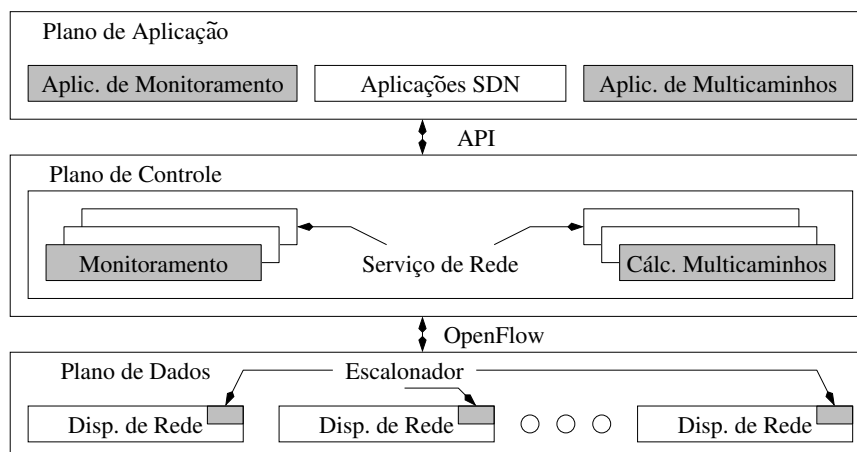 Plano de Aplicação
Aplic. de Monitoramento
Aplicações SDN
Aplic. de Multicaminhos
API
Plano de Controle
Monitoramento
Serviço de Rede
Cálc. Multicaminhos
OpenFlow
Plano de Dados
Escalonador
Disp. de Rede
Disp. de Rede
Disp. de Rede